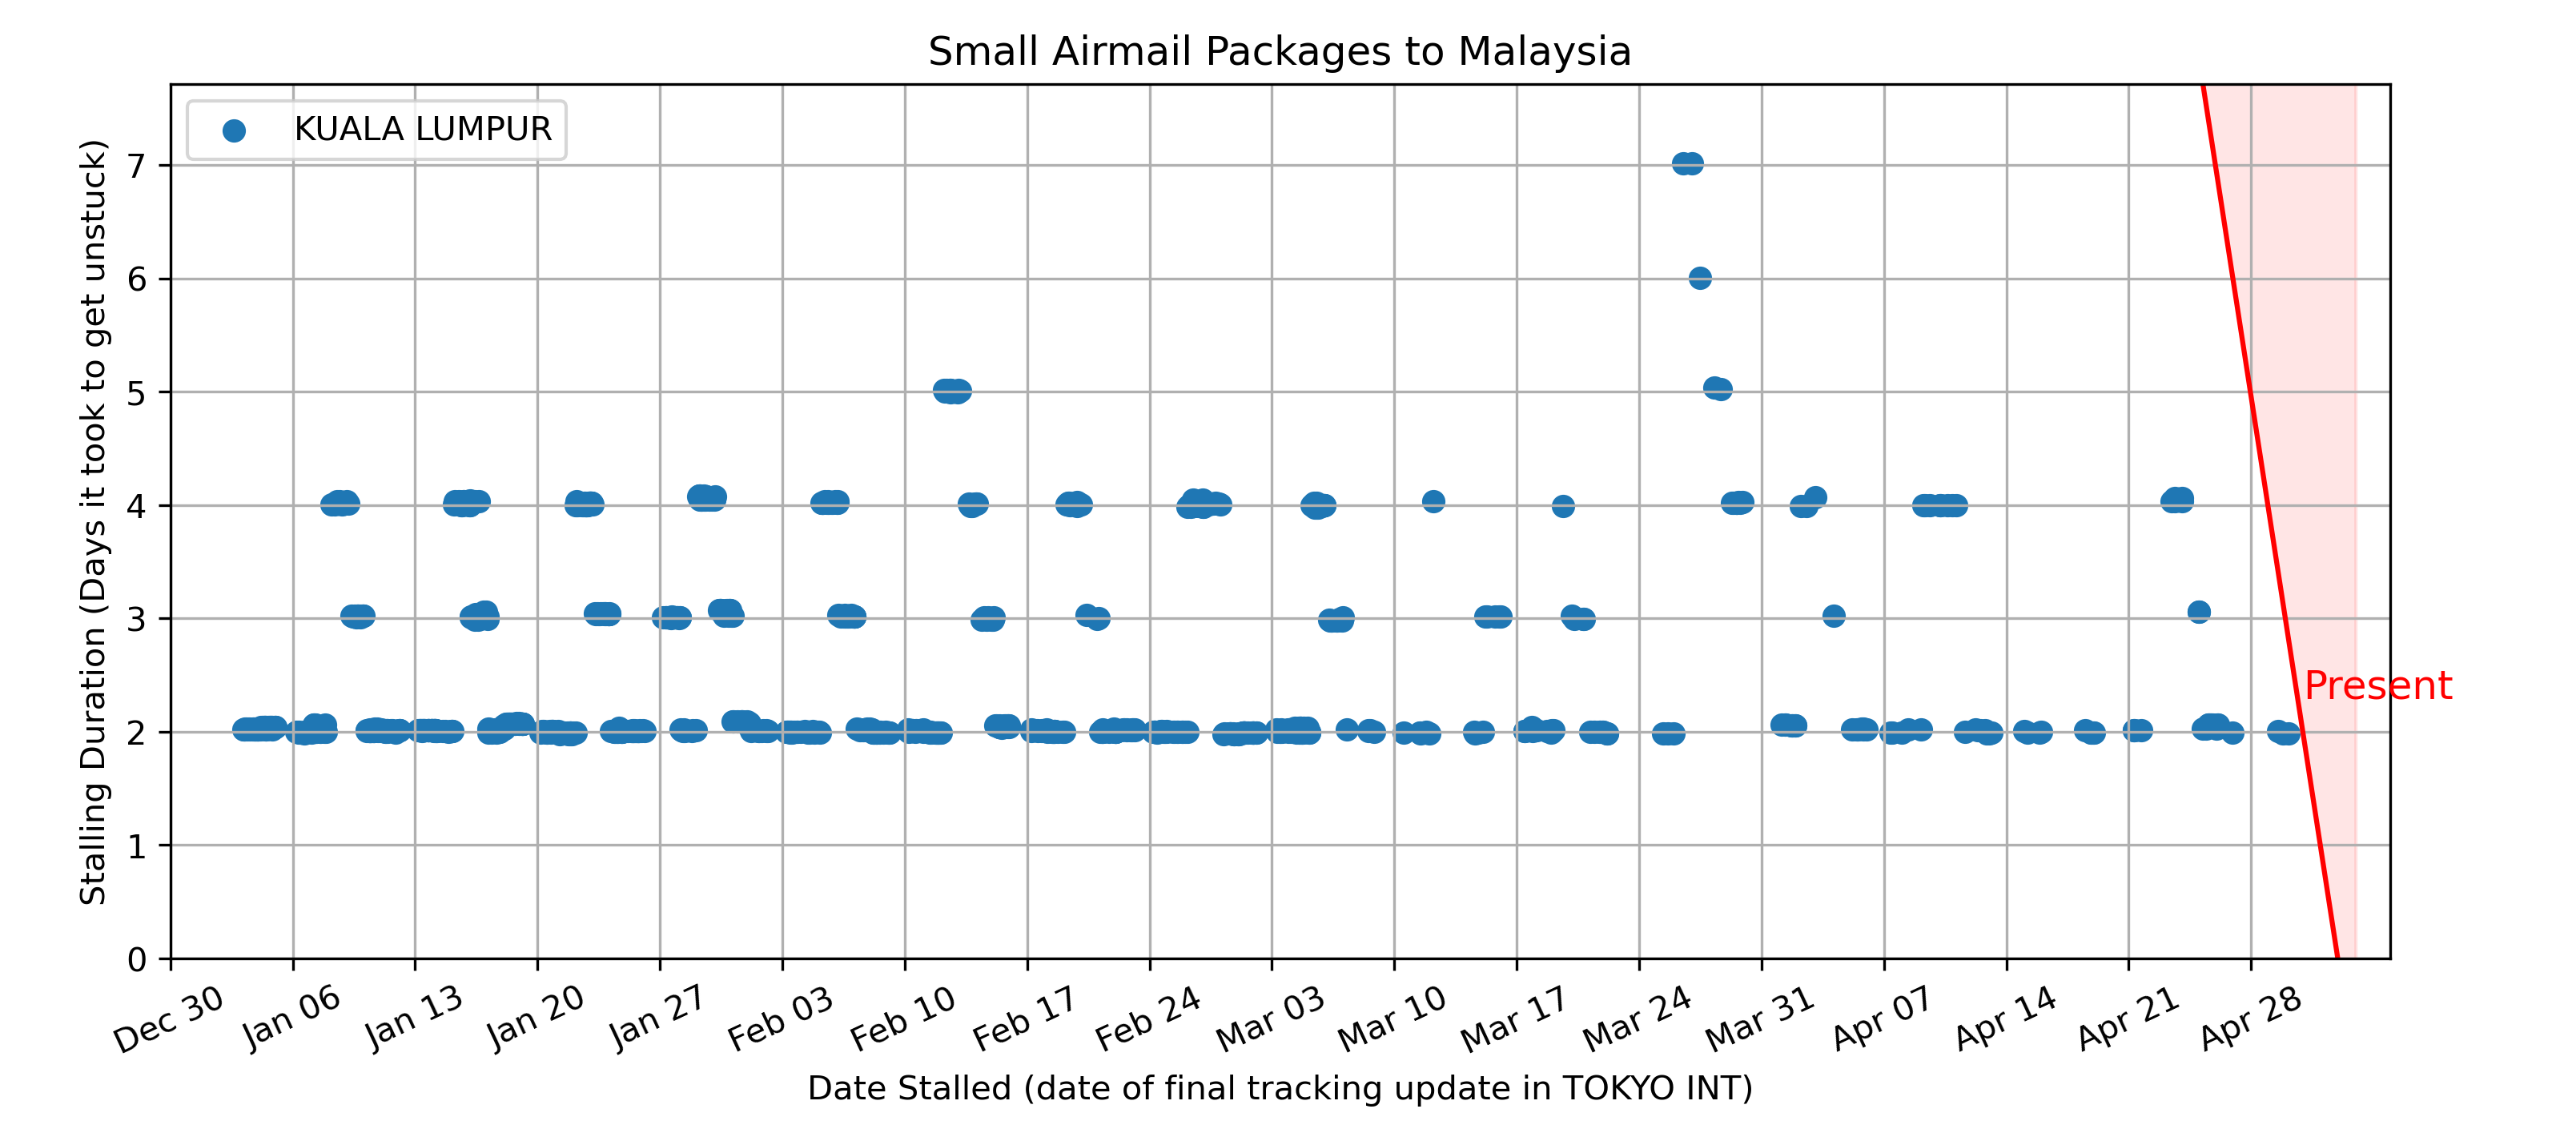 Small Airmail Packages to Malaysia
KUALA LUMPUR
Stalling Duration (Days it took to get unstuck)
7
6
5
4
3
2
1
0
Present
Dec 30
Jan 06
Jan 13
Jan 20
Jan 27
Feb 03
Feb 10
Feb 17
Feb 24
Mar 03
Mar 10
Mar 17
Mar 24
Mar 31
Apr 07
Apr 14
Apr 21
Apr 28
Date Stalled (date of final tracking update in TOKYO INT)